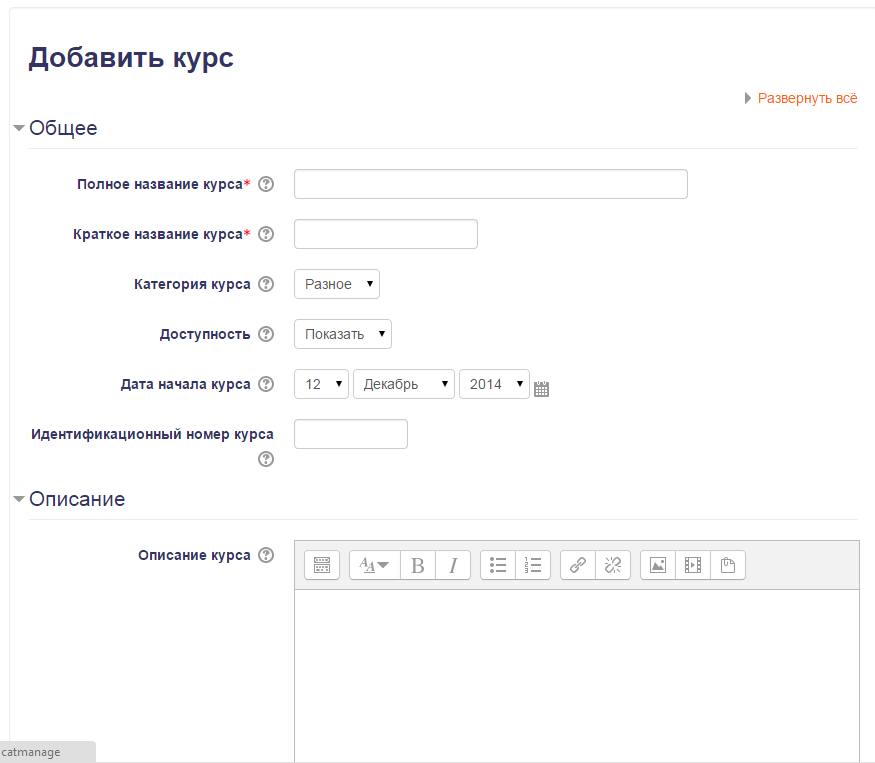 Добавить курс
Развернуть всё
Общее
Полное название курса*
Краткое название курса*
Категория курса Разное
Доступность Показать
Дата начала курса 12 Декабрь 2014
Идентификационный номер курса
Описание
Описание курса
B I
catmanage